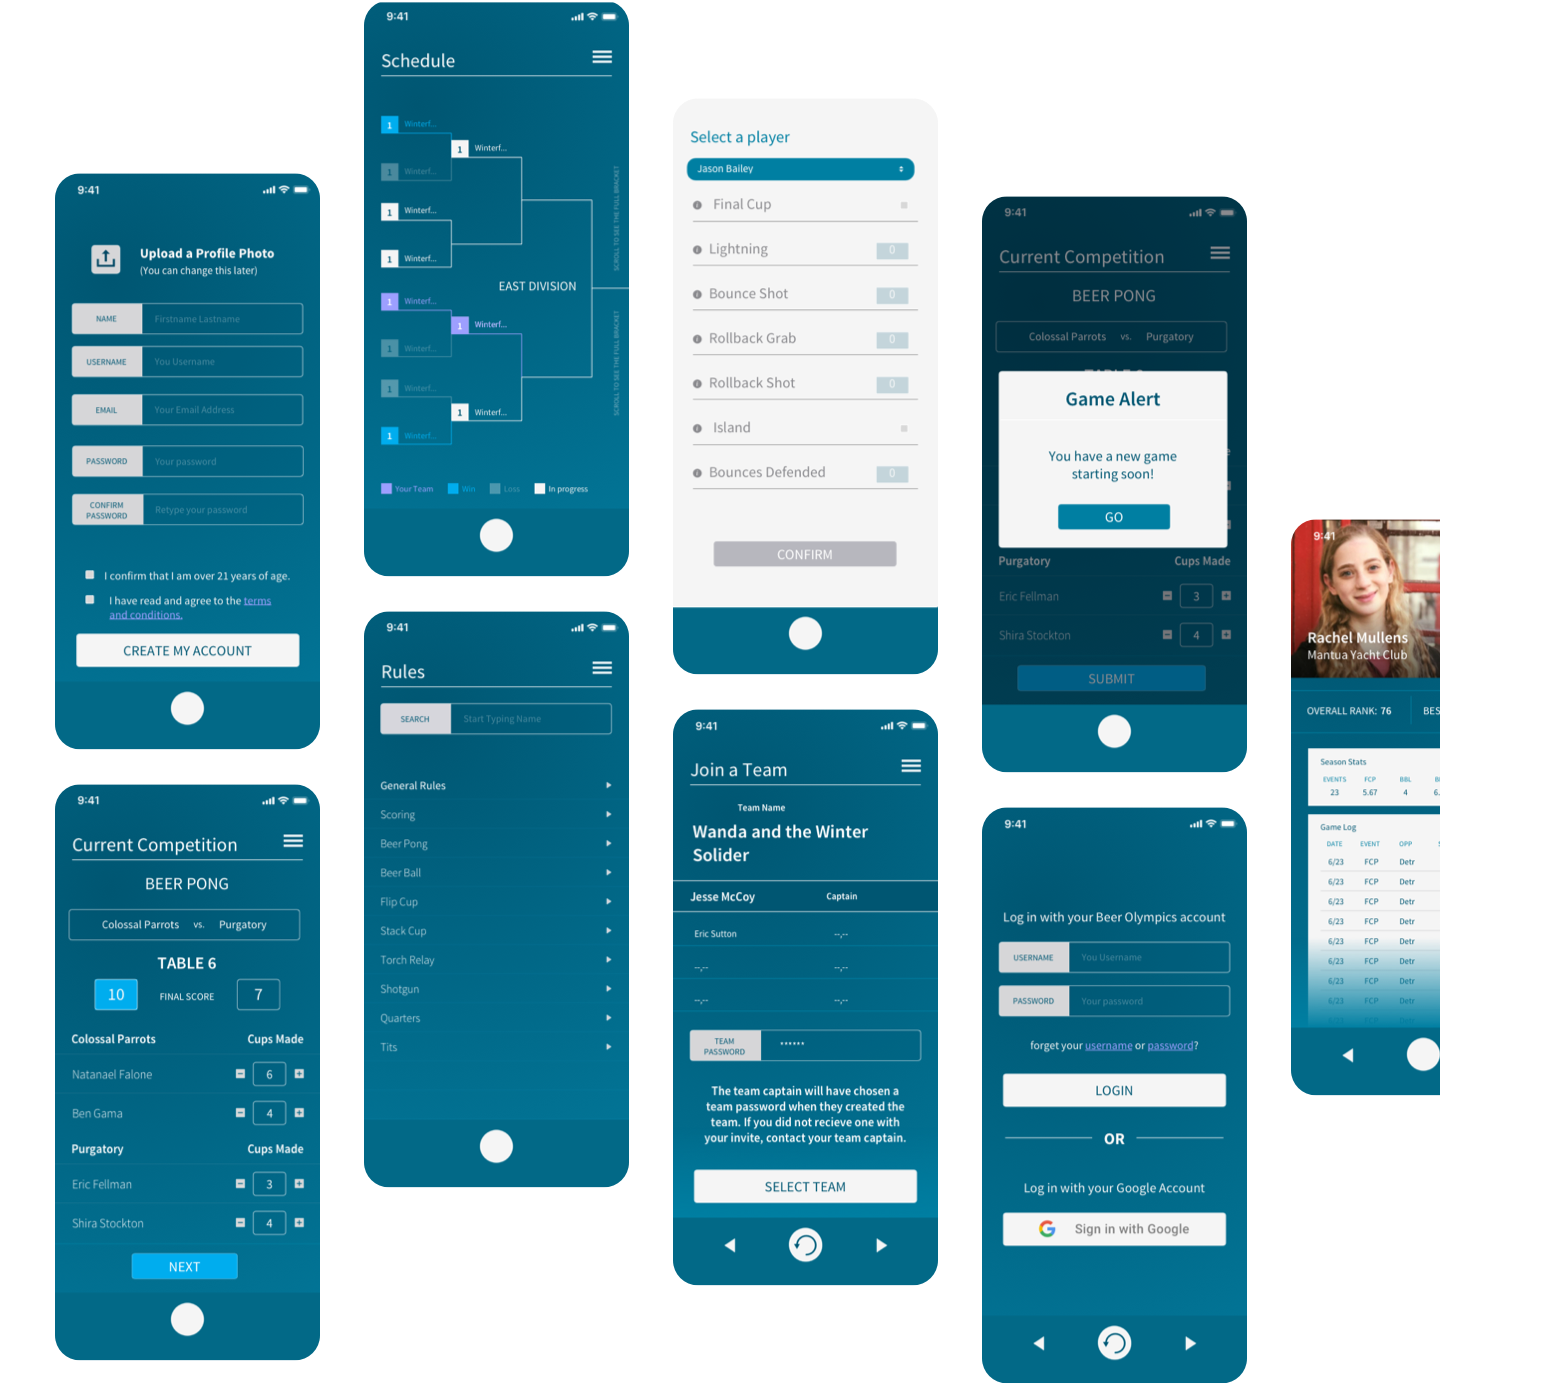 9:41
Upload a Profile Photo
(You can change this later)
NAME Firstname Lastname
USERNAME You Username
EMAIL Your Email Address
PASSWORD Your password
CONFIRM PASSWORD Retype your password
I confirm that I am over 21 years of age.
I have read and agree to the terms
and conditions.
CREATE MY ACCOUNT
9:41
Current Competition
BEER PONG
Colossal Parrots vs. Purgatory
TABLE 6
10 FINAL SCORE 7
Colossal Parrots Cups Made
Natanael Falone 6
Ben Gama 4
Purgatory Cups Made
Eric Fellman 3
Shira Stockton 4
NEXT
9:41
Schedule
1 Winterf...
1 Winterf...
1 Winterf...
1 Winterf...
1 Winterf...
EAST DIVISION
1 Winterf...
1 Winterf...
1 Winterf...
1 Winterf...
1 Winterf...
1 Winterf...
SCROLL TO SEE THE FULL BRACKET
SCROLL TO SEE THE FULL BRACKET
Your Team Win Loss In progress
9:41
Rules
SEARCH Start Typing Name
General Rules
Scoring
Beer Pong
Beer Ball
Flip Cup
Stack Cup
Torch Relay
Shotgun
Quarters
Tits
Select a player
Jason Bailey
Final Cup
Lightning 0
Bounce Shot 0
Rollback Grab 0
Rollback Shot 0
Island
Bounces Defended 0
CONFIRM
9:41
Join a Team
Team Name
Wanda and the Winter
Solider
Jesse McCoy Captain
Eric Sutton --,--
--,-- --,--
--,-- --,--
TEAM PASSWORD ••••••
The team captain will have chosen a
team password when they created the
team. If you did not recieve one with
your invite, contact your team captain.
SELECT TEAM
9:41
Current Competition
BEER PONG
Colossal Parrots vs. Purgatory
Game Alert
You have a new game
starting soon!
GO
Purgatory Cups Made
Eric Fellman 3
Shira Stockton 4
SUBMIT
9:41
Log in with your Beer Olympics account
USERNAME You Username
PASSWORD Your password
forget your username or password?
LOGIN
OR
Log in with your Google Account
Sign in with Google
9:41
Rachel Mullens
Mantua Yacht Club
OVERALL RANK: 76 BES
Season Stats
EVENTS FCP BBL
23 5.67 4 6.
Game Log
DATE EVENT OPP
6/23 FCP Detr
6/23 FCP Detr
6/23 FCP Detr
6/23 FCP Detr
6/23 FCP Detr
6/23 FCP Detr
6/23 FCP Detr
6/23 FCP Detr